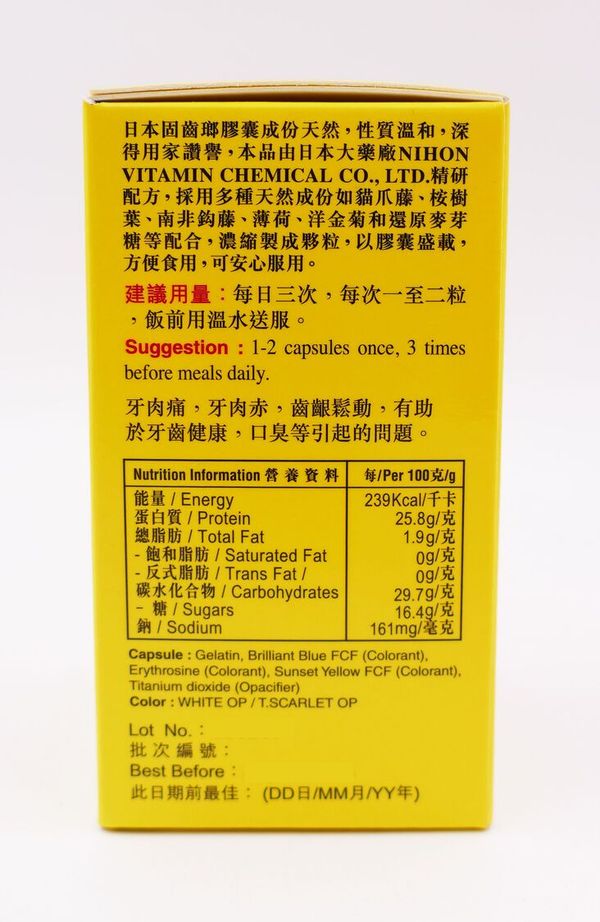 日本固齒瑯膠囊成份天然，性質溫和，深
得用家讚譽，本品由日本大藥廠NIHON
VITAMIN CHEMICAL CO., LTD.精研
配方，採用多種天然成份如貓爪藤、桉樹
葉、南非鈎藤、薄荷、洋金菊和還原麥芽
糖等配合，濃縮製成夥粒，以膠囊盛載，
方便食用，可安心服用。
建議用量：每日三次，每次一至二粒
，飯前用溫水送服。
Suggestion : 1-2 capsules once, 3 times
before meals daily.
牙肉痛，牙肉赤，齒齦鬆動，有助
於牙齒健康，口臭等引起的問題。
Nutrition Information 營養資料 每/Per 100克/g
能量 / Energy 239Kcal/千卡
蛋白質 / Protein 25.8g/克
總脂肪 / Total Fat 1.9g/克
- 飽和脂肪 / Saturated Fat 0g/克
- 反式脂肪 / Trans Fat / 0g/克
碳水化合物 / Carbohydrates 29.7g/克
- 糖 / Sugars 16.4g/克
鈉 / Sodium 161mg/毫克
Capsule : Gelatin, Brilliant Blue FCF (Colorant),
Erythrosine (Colorant), Sunset Yellow FCF (Colorant),
Titanium dioxide (Opacifier)
Color : WHITE OP / T.SCARLET OP
Lot No. :
批次編號：
Best Before :
此日期前最佳： (DD日/MM月/YY年)